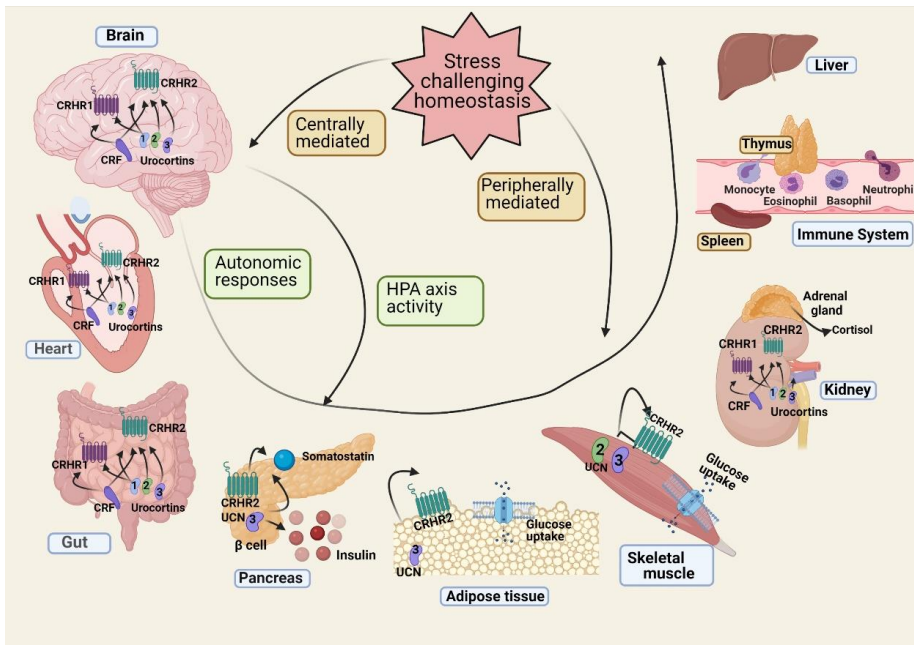 Brain
CRHR2
CRHR1
1 2 3
CRF
Urocortins
Stress
challenging
homeostasis
Centrally
mediated
Peripherally
mediated
Autonomic
responses
HPA axis
activity
Liver
Thymus
Monocyte
Eosinophil
Basophil
Neutrophi
Spleen
Immune System
CRHR2
CRHR1
1 2 3
CRF
Urocortins
Heart
Adrenal
gland
Cortisol
CRHR2
CRHR1
Kidney
1 2 3
CRF
Urocortins
CRHR2
CRHR1
1 2 3
CRF
Urocortins
Gut
Somatostatin
CRHR2
UCN 3
β cell
Insulin
Pancreas
CRHR2
Glucose
uptake
3
UCN
Adipose tissue
CRHR2
2 3
UCN
Glucose
uptake
Skeletal
muscle